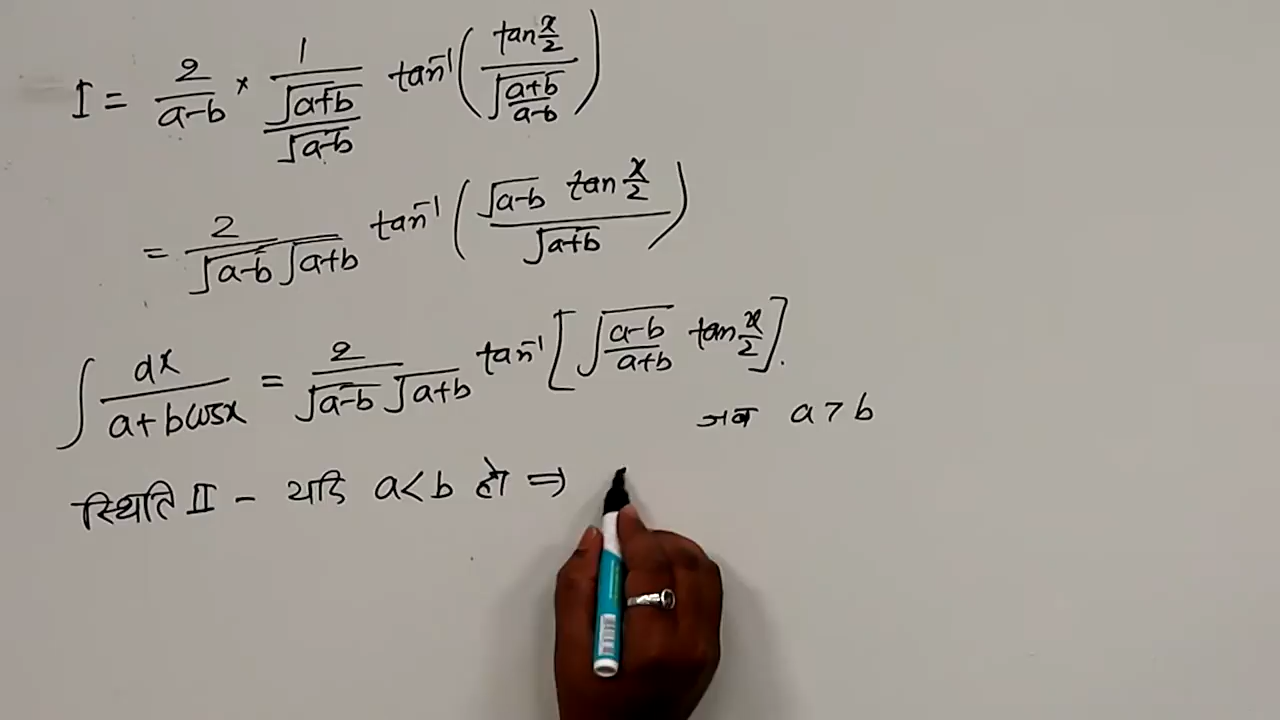 I = 2/(a-b) × 1/(√(a+b)/√(a-b)) tan⁻¹( tan x/2 / √((a+b)/(a-b)) )
= 2/(√(a-b) √(a+b)) tan⁻¹( √(a-b) tan x/2 / √(a+b) )
∫ dx/(a+b cosx) = 2/(√(a-b) √(a+b)) tan⁻¹[ √((a-b)/(a+b)) tan x/2 ].
जब a > b
स्थिति II - यदि a < b हो ⇒